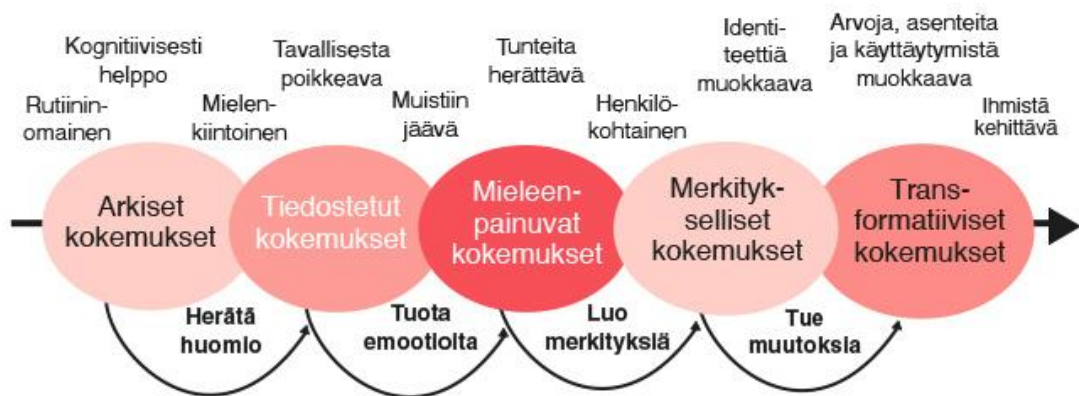 Kognitiivisesti
helppo
Tavallisesta
poikkeava
Tunteita
herättävä
Identi-
teettiä
muokkaava
Arvoja, asenteita
ja käyttäytymistä
muokkaava
Rutiinin-
omainen
Mielen-
kiintoinen
Muistiin
jäävä
Henkilö-
kohtainen
Ihmistä
kehittävä
Arkiset
kokemukset
Tiedostetut
kokemukset
Mieleen-
painuvat
kokemukset
Merkityk-
selliset
kokemukset
Trans-
formatiiviset
kokemukset
Herätä
huomio
Tuota
emootioita
Luo
merkityksiä
Tue
muutoksia